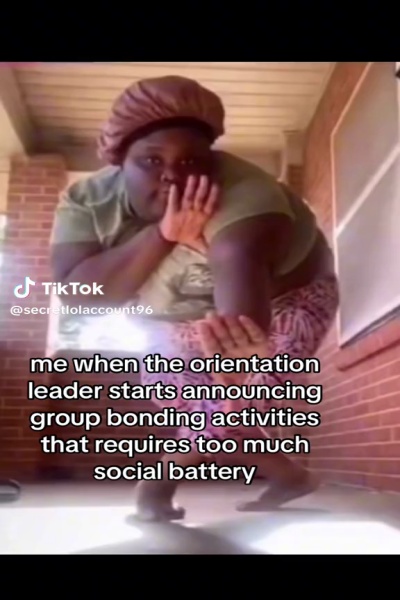 TikTok
@secretlolaccount96
me when the orientation
leader starts announcing
group bonding activities
that requires too much
social battery